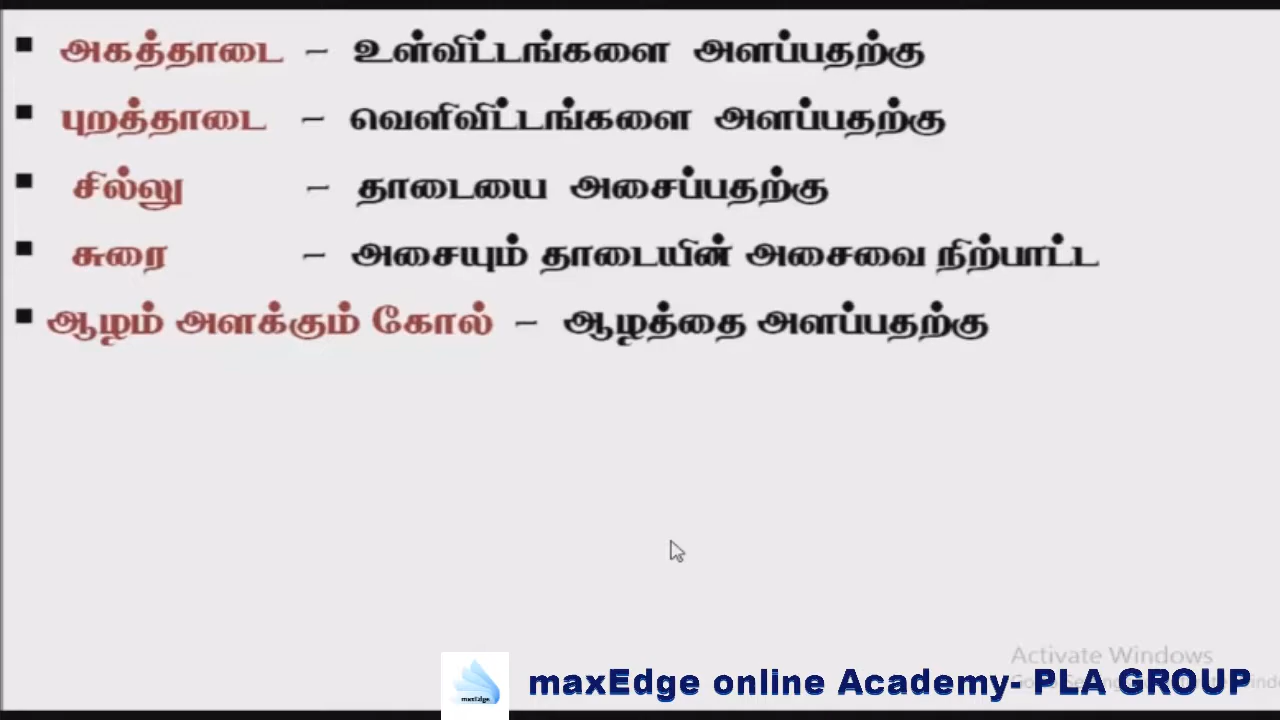 ▪ அகத்தாடை – உள்விட்டங்களை அளப்பதற்கு
▪ புறத்தாடை – வெளிவிட்டங்களை அளப்பதற்கு
▪ சில்லு – தாடையை அசைப்பதற்கு
▪ சுரை – அசையும் தாடையின் அசைவை நிற்பாட்ட
▪ ஆழம் அளக்கும் கோல் – ஆழத்தை அளப்பதற்கு
Activate Windows
maxEdge
maxEdge online Academy- PLA GROUP